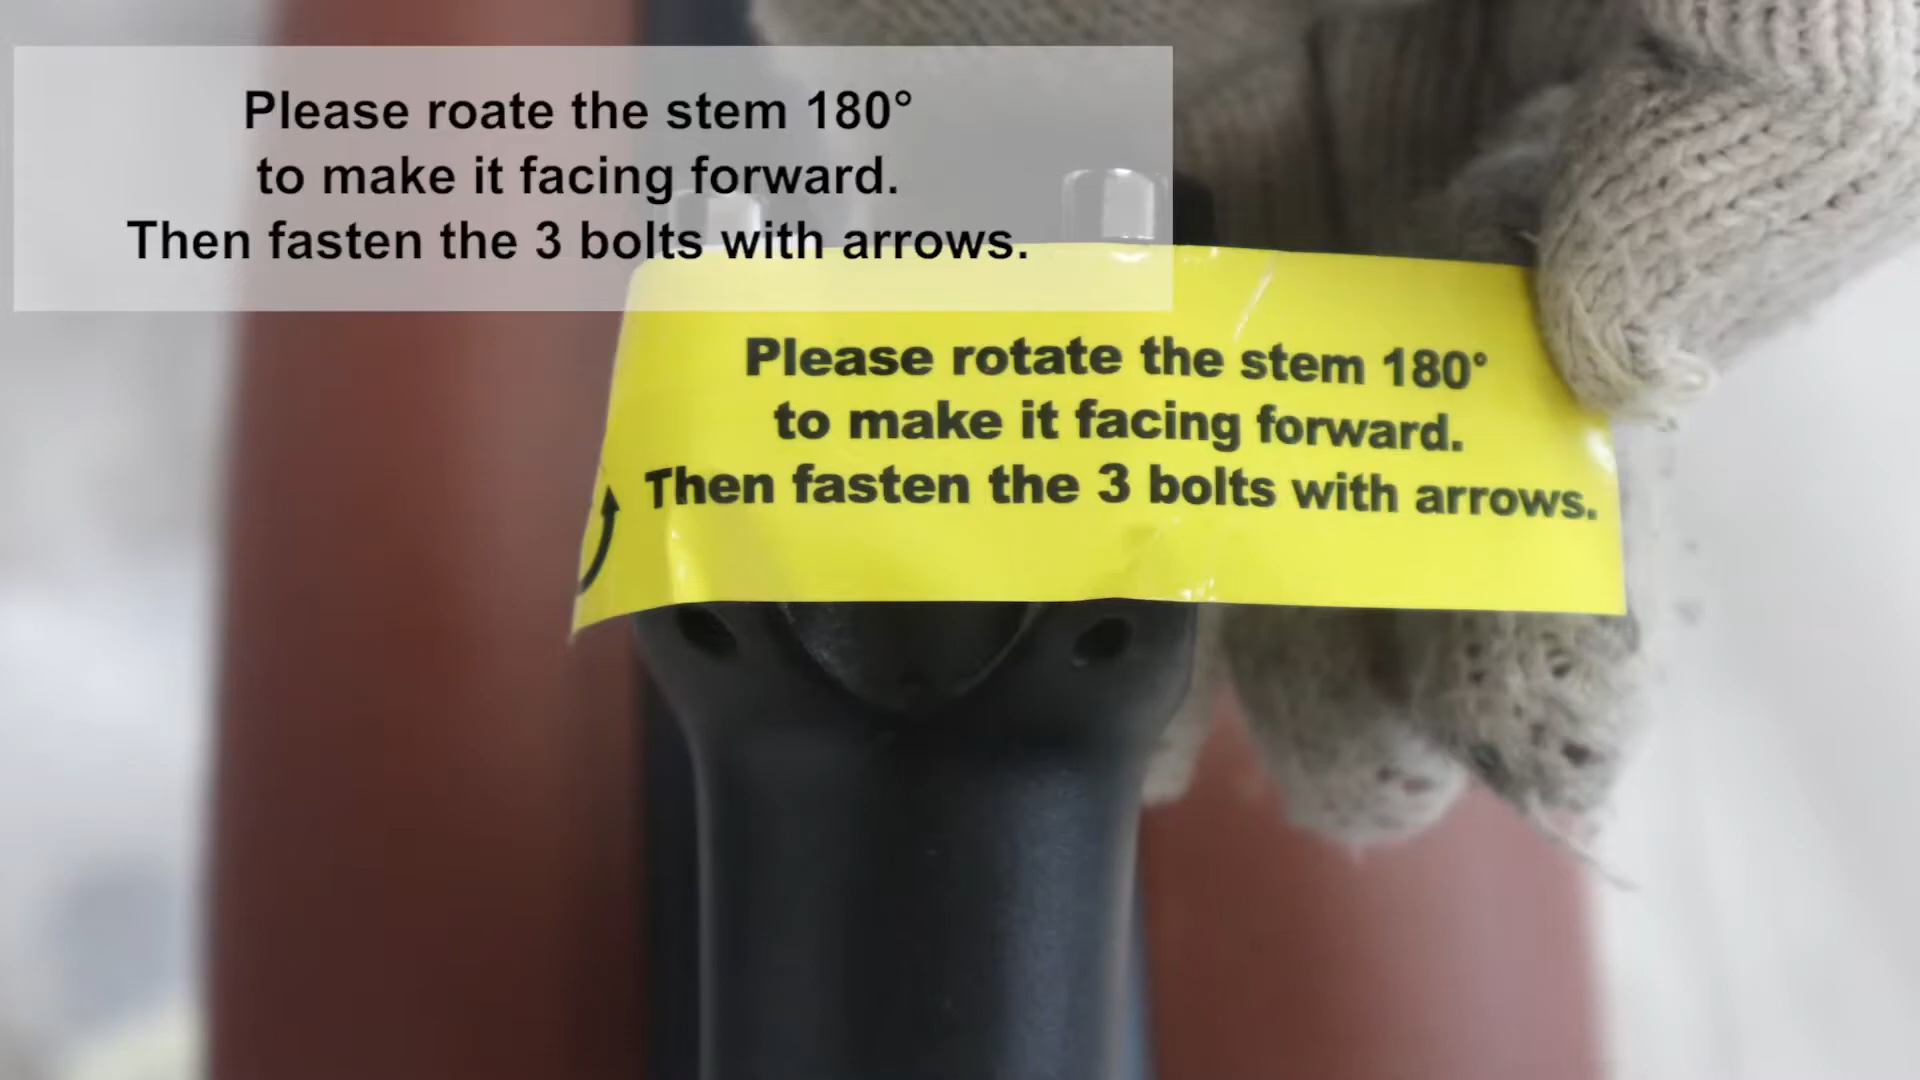 Please roate the stem 180°
to make it facing forward.
Then fasten the 3 bolts with arrows.
Please rotate the stem 180°
to make it facing forward.
Then fasten the 3 bolts with arrows.